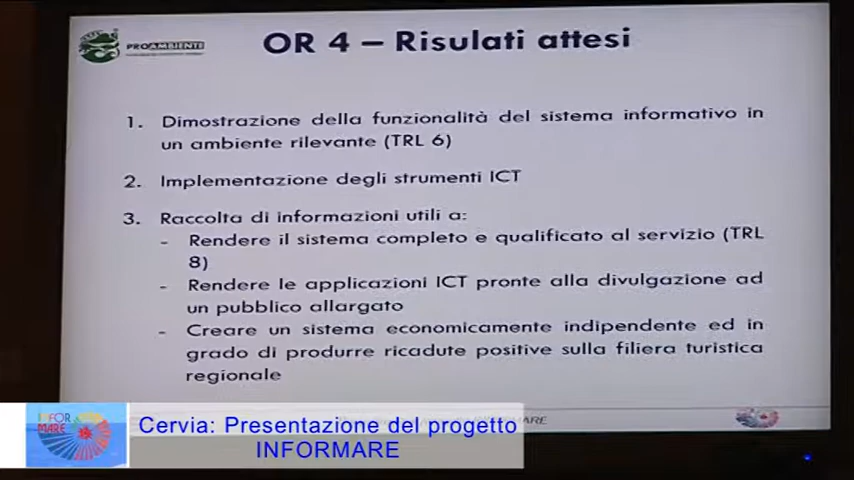 PROAMBIENTE
OR 4 – Risulati attesi
1. Dimostrazione della funzionalità del sistema informativo in
un ambiente rilevante (TRL 6)
2. Implementazione degli strumenti ICT
3. Raccolta di informazioni utili a:
- Rendere il sistema completo e qualificato al servizio (TRL
8)
- Rendere le applicazioni ICT pronte alla divulgazione ad
un pubblico allargato
- Creare un sistema economicamente indipendente ed in
grado di produrre ricadute positive sulla filiera turistica
regionale
INFOR
MARE
Cervia: Presentazione del progetto
INFORMARE